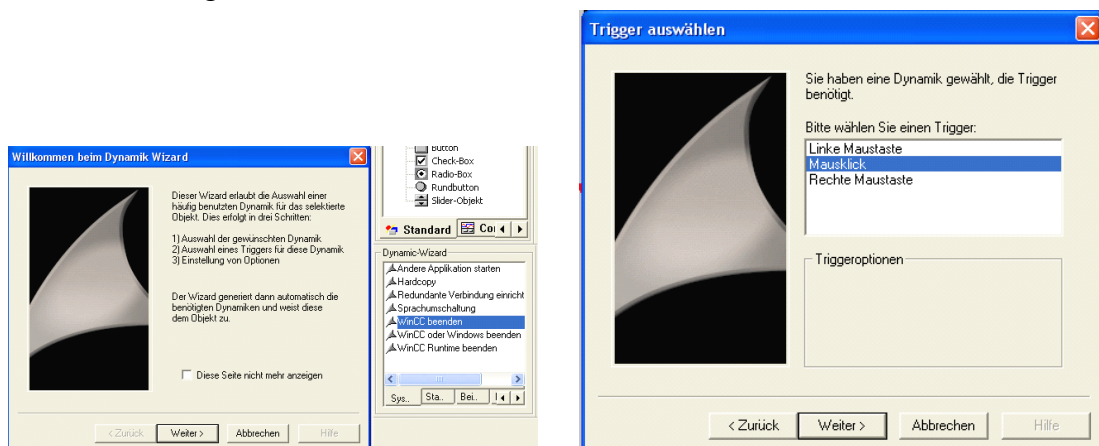 Willkommen beim Dynamik Wizard
Dieser Wizard erlaubt die Auswahl einer
häufig benutzten Dynamik für das selektierte
Objekt. Dies erfolgt in drei Schritten:
1) Auswahl der gewünschten Dynamik
2) Auswahl eines Triggers für diese Dynamik
3) Einstellung von Optionen
Der Wizard generiert dann automatisch die
benötigten Dynamiken und weist diese
dem Objekt zu.
Diese Seite nicht mehr anzeigen
< Zurück Weiter > Abbrechen Hilfe
Button
Check-Box
Radio-Box
Rundbutton
Slider-Objekt
Standard
Dynamic-Wizard
Andere Applikation starten
Hardcopy
Redundante Verbindung einricht
Sprachumschaltung
WinCC beenden
WinCC oder Windows beenden
WinCC Runtime beenden
Sys.. Sta.. Bei..
Trigger auswählen
Sie haben eine Dynamik gewählt, die Trigger
benötigt.
Bitte wählen Sie einen Trigger:
Linke Maustaste
Mausklick
Rechte Maustaste
Triggeroptionen
< Zurück Weiter > Abbrechen Hilfe